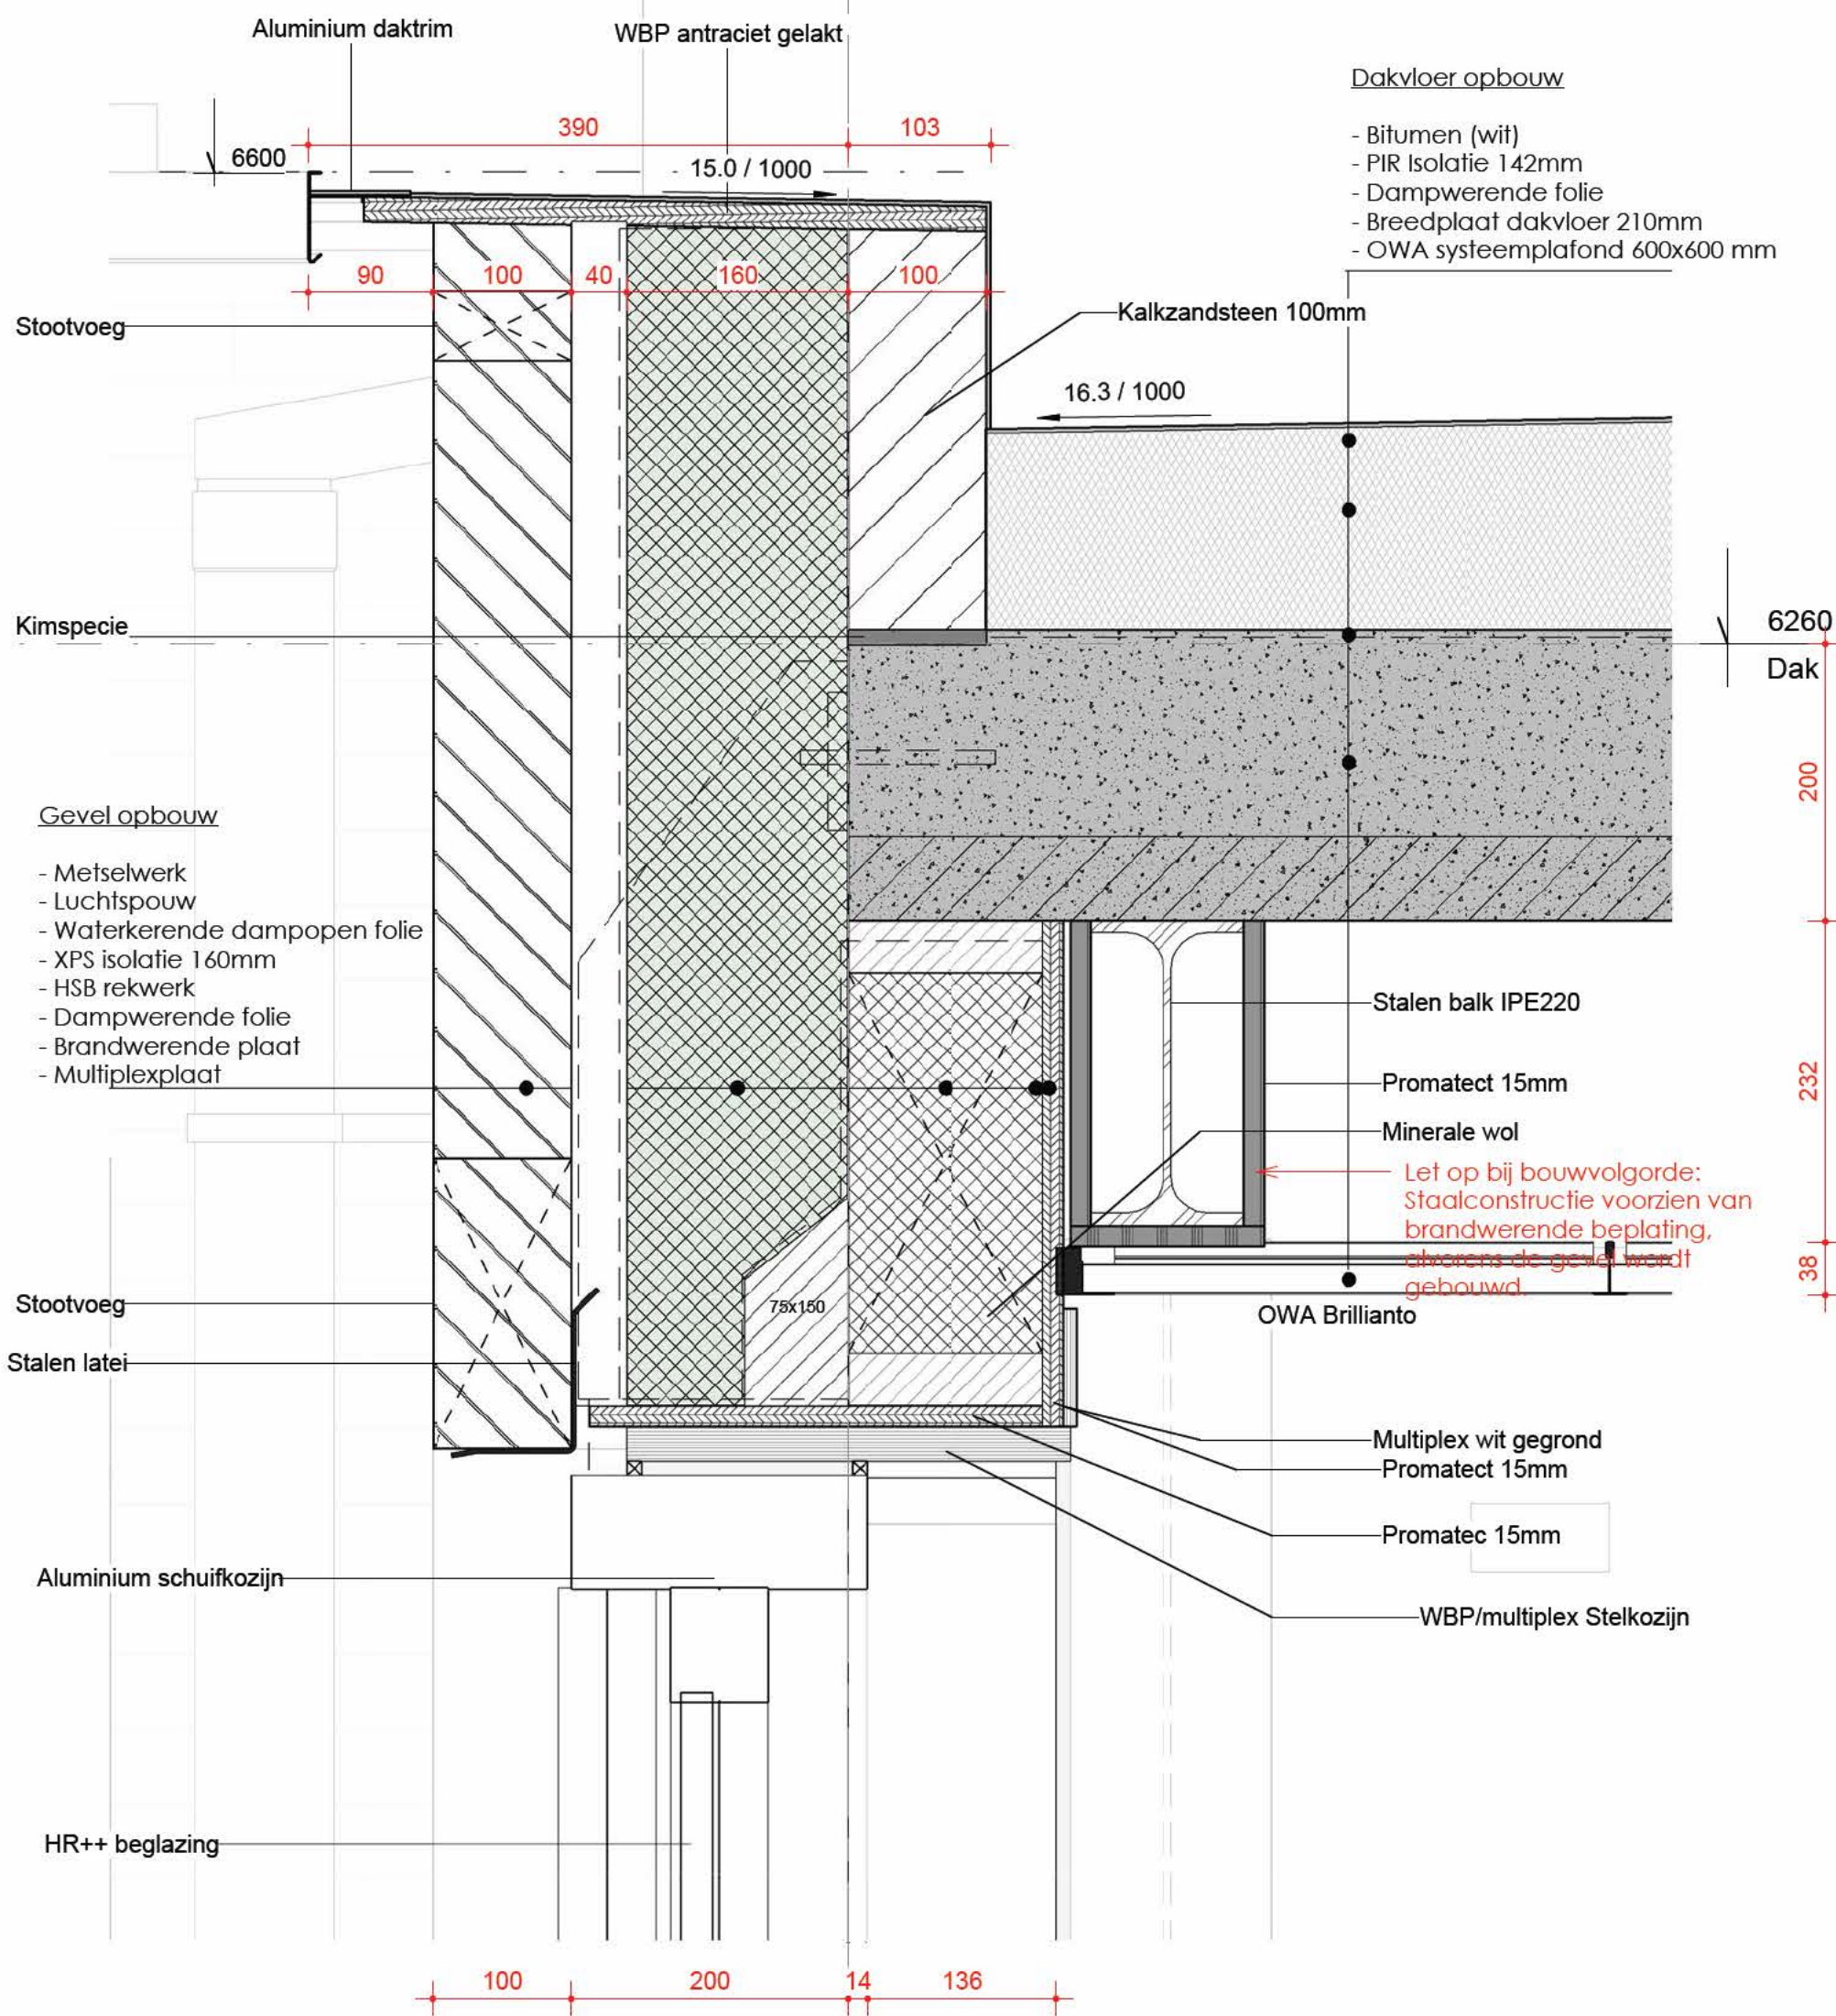 Aluminium daktrim
WBP antraciet gelakt
Dakvloer opbouw
- Bitumen (wit)
- PIR Isolatie 142mm
- Dampwerende folie
- Breedplaat dakvloer 210mm
- OWA systeemplafond 600x600 mm
390
103
6600
15.0 / 1000
90
100
40
160
100
Stootvoeg
Kalkzandsteen 100mm
16.3 / 1000
Kimspecie
6260
Dak
200
Gevel opbouw
- Metselwerk
- Luchtspouw
- Waterkerende dampopen folie
- XPS isolatie 160mm
- HSB rekwerk
- Dampwerende folie
- Brandwerende plaat
- Multiplexplaat
Stalen balk IPE220
Promatect 15mm
232
Minerale wol
Let op bij bouwvolgorde:
Staalconstructie voorzien van
brandwerende beplating,
alvorens de gevel wordt
gebouwd.
38
Stootvoeg
75x150
OWA Brillianto
Stalen latei
Multiplex wit gegrond
Promatect 15mm
Promatec 15mm
Aluminium schuifkozijn
WBP/multiplex Stelkozijn
HR++ beglazing
100
200
14
136